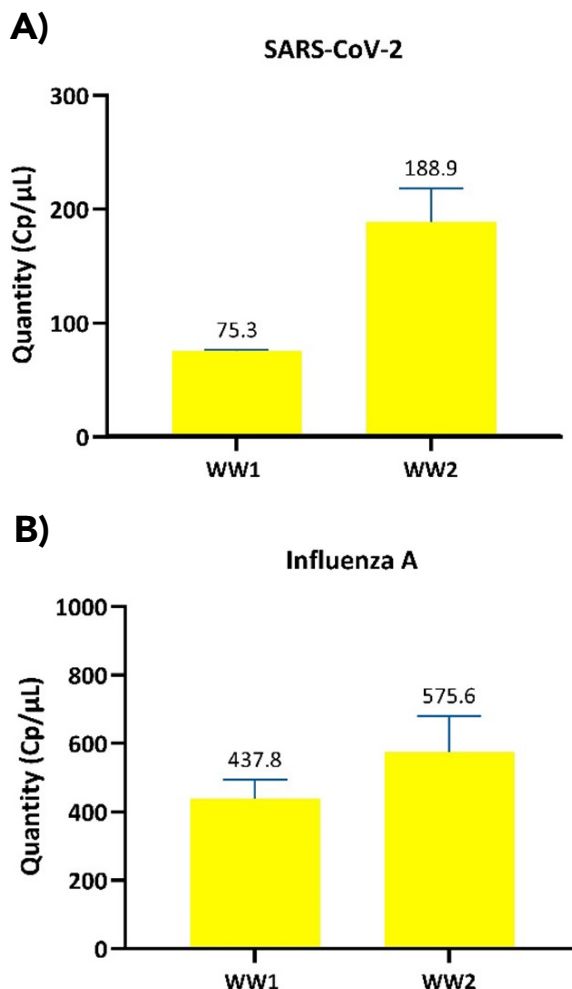 A)
SARS-CoV-2
300
200
100
0
Quantity (Cp/µL)
75.3
188.9
WW1
WW2
B)
Influenza A
1000
800
600
400
200
0
Quantity (Cp/µL)
437.8
575.6
WW1
WW2